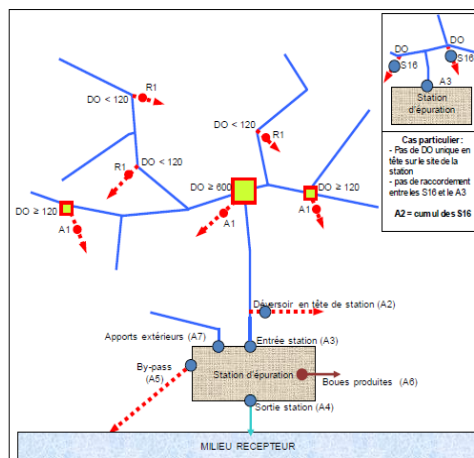 DO
DO
S16
S16
A3
Station
d'épuration
Cas particulier :
- Pas de DO unique en
tête sur le site de la
station
- pas de raccordement
entre les S16 et le A3
A2 = cumul des S16
R1
DO < 120
DO < 120
R1
R1
DO < 120
DO ≥ 600
DO ≥ 120
DO ≥ 120
A1
A1
A1
Déversoir en tête de station (A2)
Apports extérieurs (A7)
Entrée station (A3)
By-pass
(A5)
Station d'épuration
Boues produites (A6)
Sortie station (A4)
MILIEU RECEPTEUR